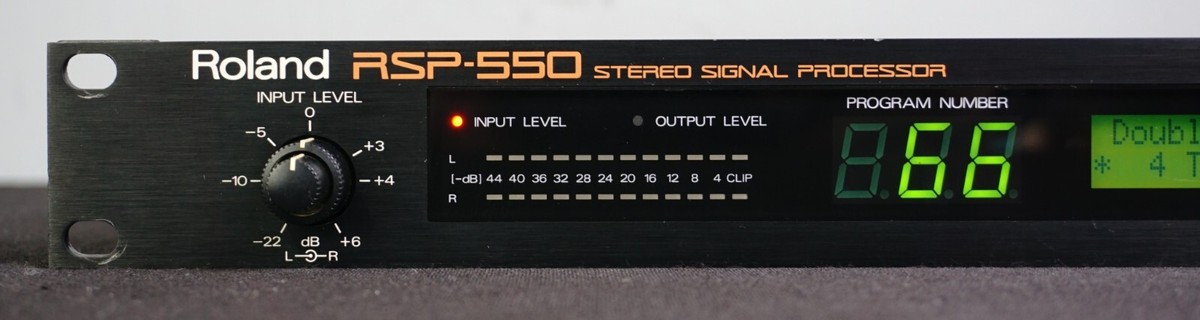 Roland RSP-550 STEREO SIGNAL PROCESSOR
INPUT LEVEL
0
-5 +3
-10 +4
-22 dB +6
L R
INPUT LEVEL OUTPUT LEVEL
L
[-dB] 44 40 36 32 28 24 20 16 12 8 4 CLIP
R
PROGRAM NUMBER
66
Doubl
* 4 T